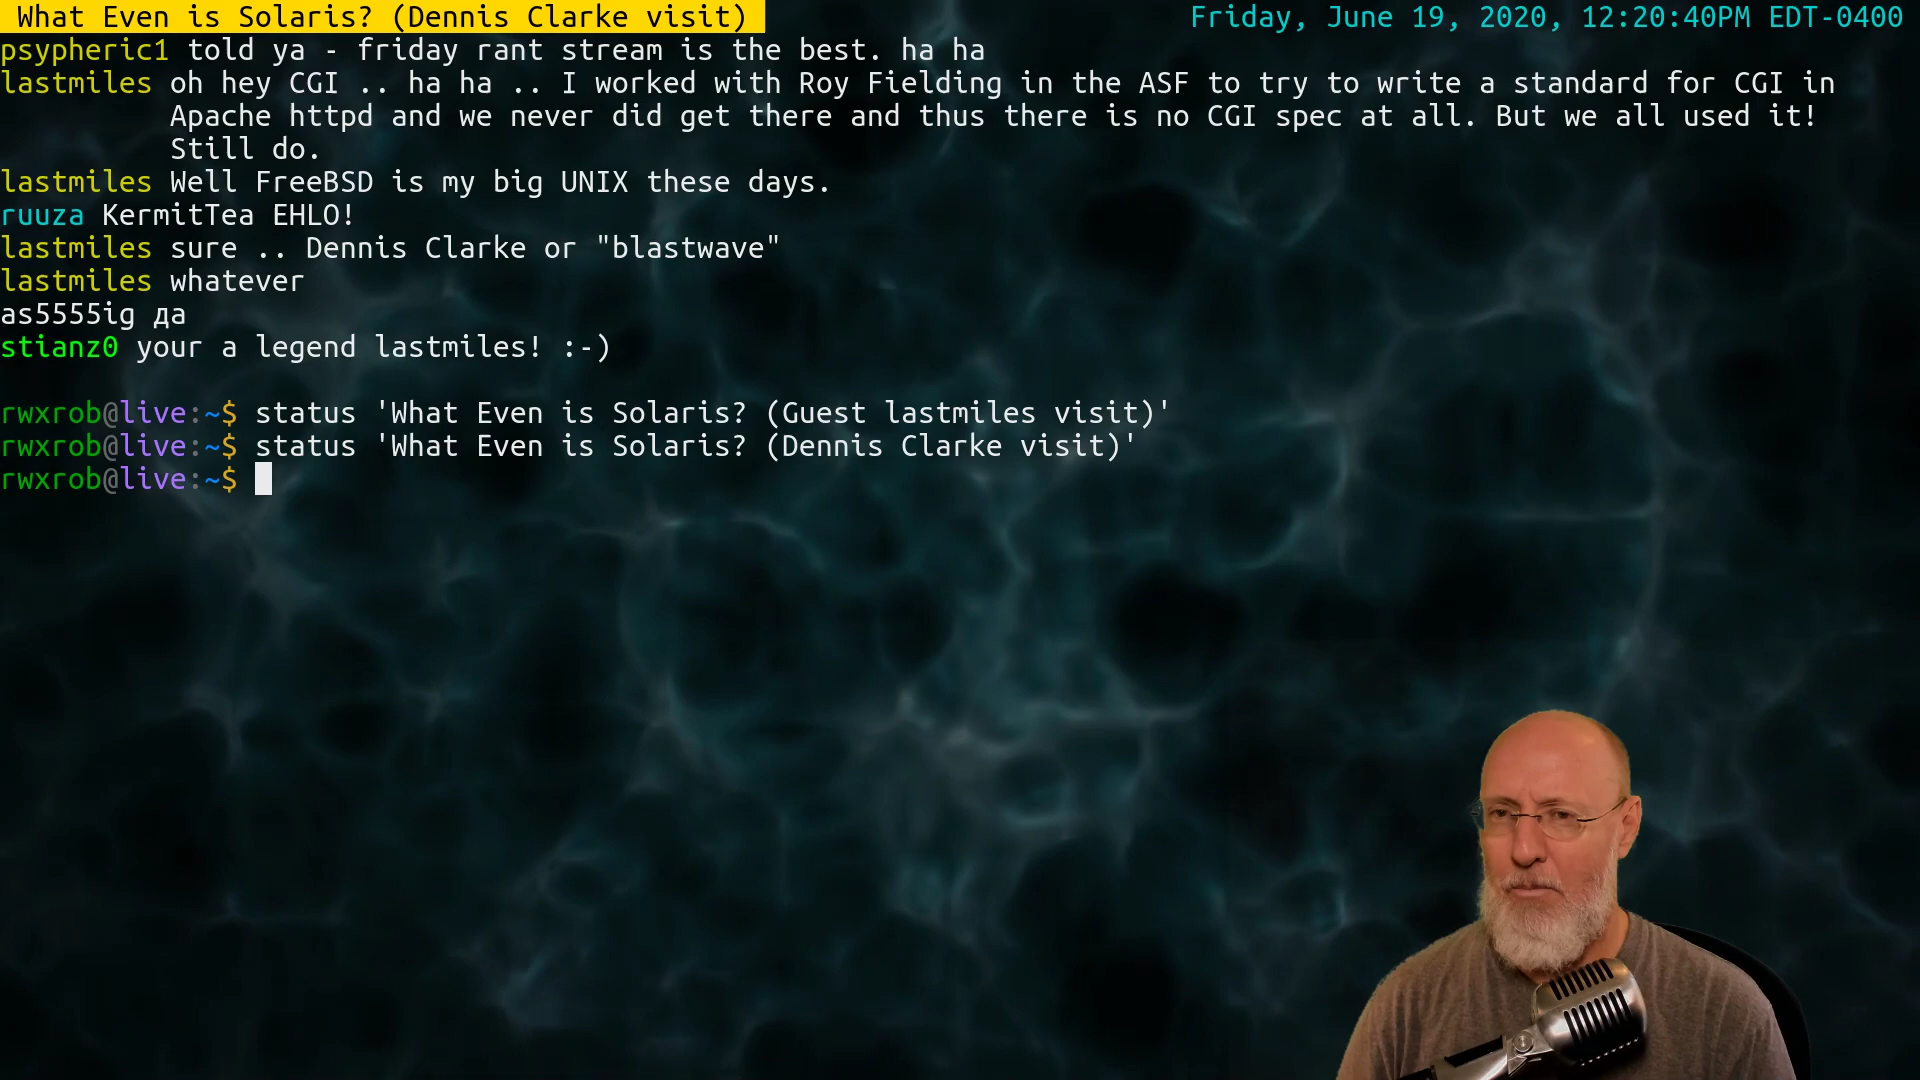 What Even is Solaris? (Dennis Clarke visit)
Friday, June 19, 2020, 12:20:40PM EDT-0400
psypheric1 told ya - friday rant stream is the best. ha ha
lastmiles oh hey CGI .. ha ha .. I worked with Roy Fielding in the ASF to try to write a standard for CGI in
Apache httpd and we never did get there and thus there is no CGI spec at all. But we all used it!
Still do.
lastmiles Well FreeBSD is my big UNIX these days.
ruuza KermitTea EHLO!
lastmiles sure .. Dennis Clarke or "blastwave"
lastmiles whatever
as5555ig да
stianz0 your a legend lastmiles! :-)
rwxrob@live:~$ status 'What Even is Solaris? (Guest lastmiles visit)'
rwxrob@live:~$ status 'What Even is Solaris? (Dennis Clarke visit)'
rwxrob@live:~$